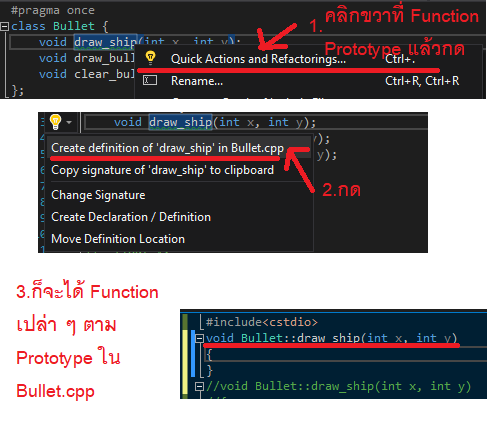 #pragma once
class Bullet {
void draw_ship(int x, int y);
void draw_bull
void clear_bul
};
1.
คลิกขวาที่ Function
Prototype แล้วกด
Quick Actions and Refactorings... Ctrl+.
Rename... Ctrl+R, Ctrl+R
void draw_ship(int x, int y);
Create definition of 'draw_ship' in Bullet.cpp
Copy signature of 'draw_ship' to clipboard
Change Signature
Create Declaration / Definition
Move Definition Location
2.กด
3.ก็จะได้ Function
เปล่า ๆ ตาม
Prototype ใน
Bullet.cpp
#include<cstdio>
void Bullet::draw_ship(int x, int y)
{
}
//void Bullet::draw_ship(int x, int y)